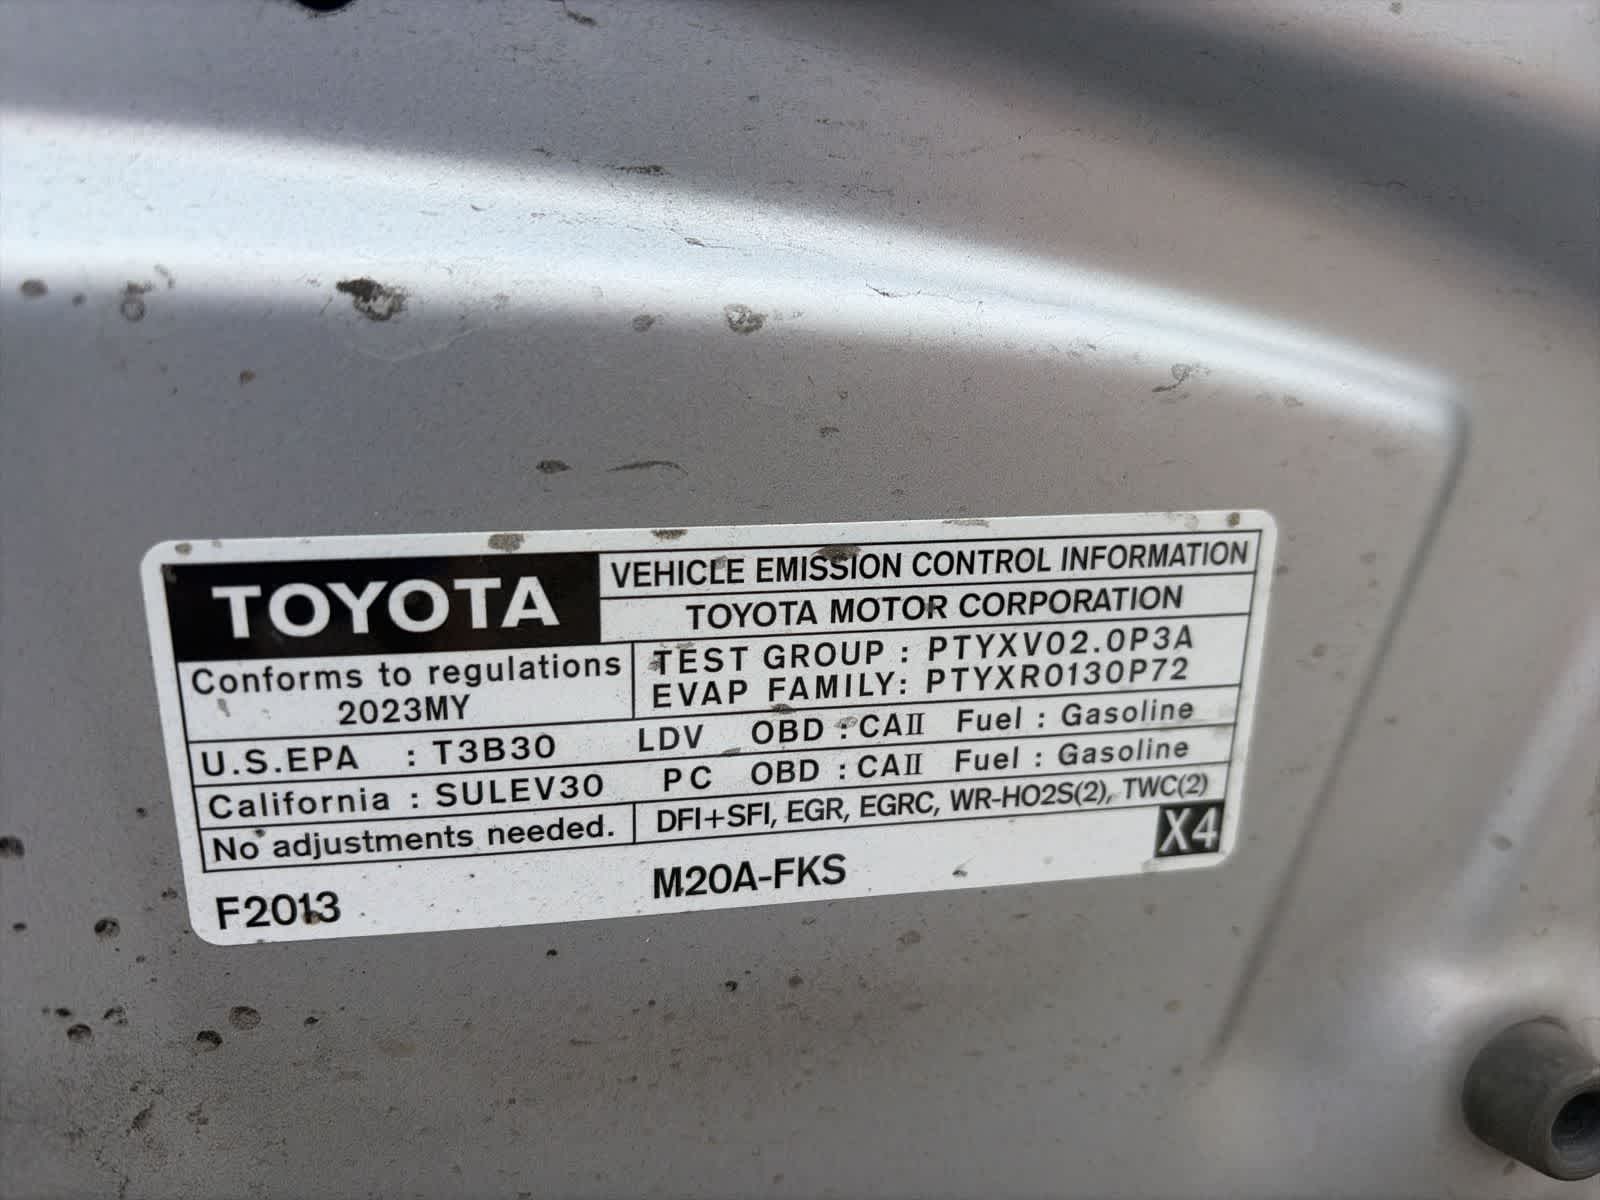 TOYOTA
VEHICLE EMISSION CONTROL INFORMATION
TOYOTA MOTOR CORPORATION
Conforms to regulations
2023MY
TEST GROUP : PTYXV02.0P3A
EVAP FAMILY: PTYXR0130P72
U.S.EPA : T3B30 LDV OBD : CAII Fuel : Gasoline
California : SULEV30 PC OBD : CAII Fuel : Gasoline
No adjustments needed. DFI+SFI, EGR, EGRC, WR-HO2S(2), TWC(2)
F2013 M20A-FKS X4